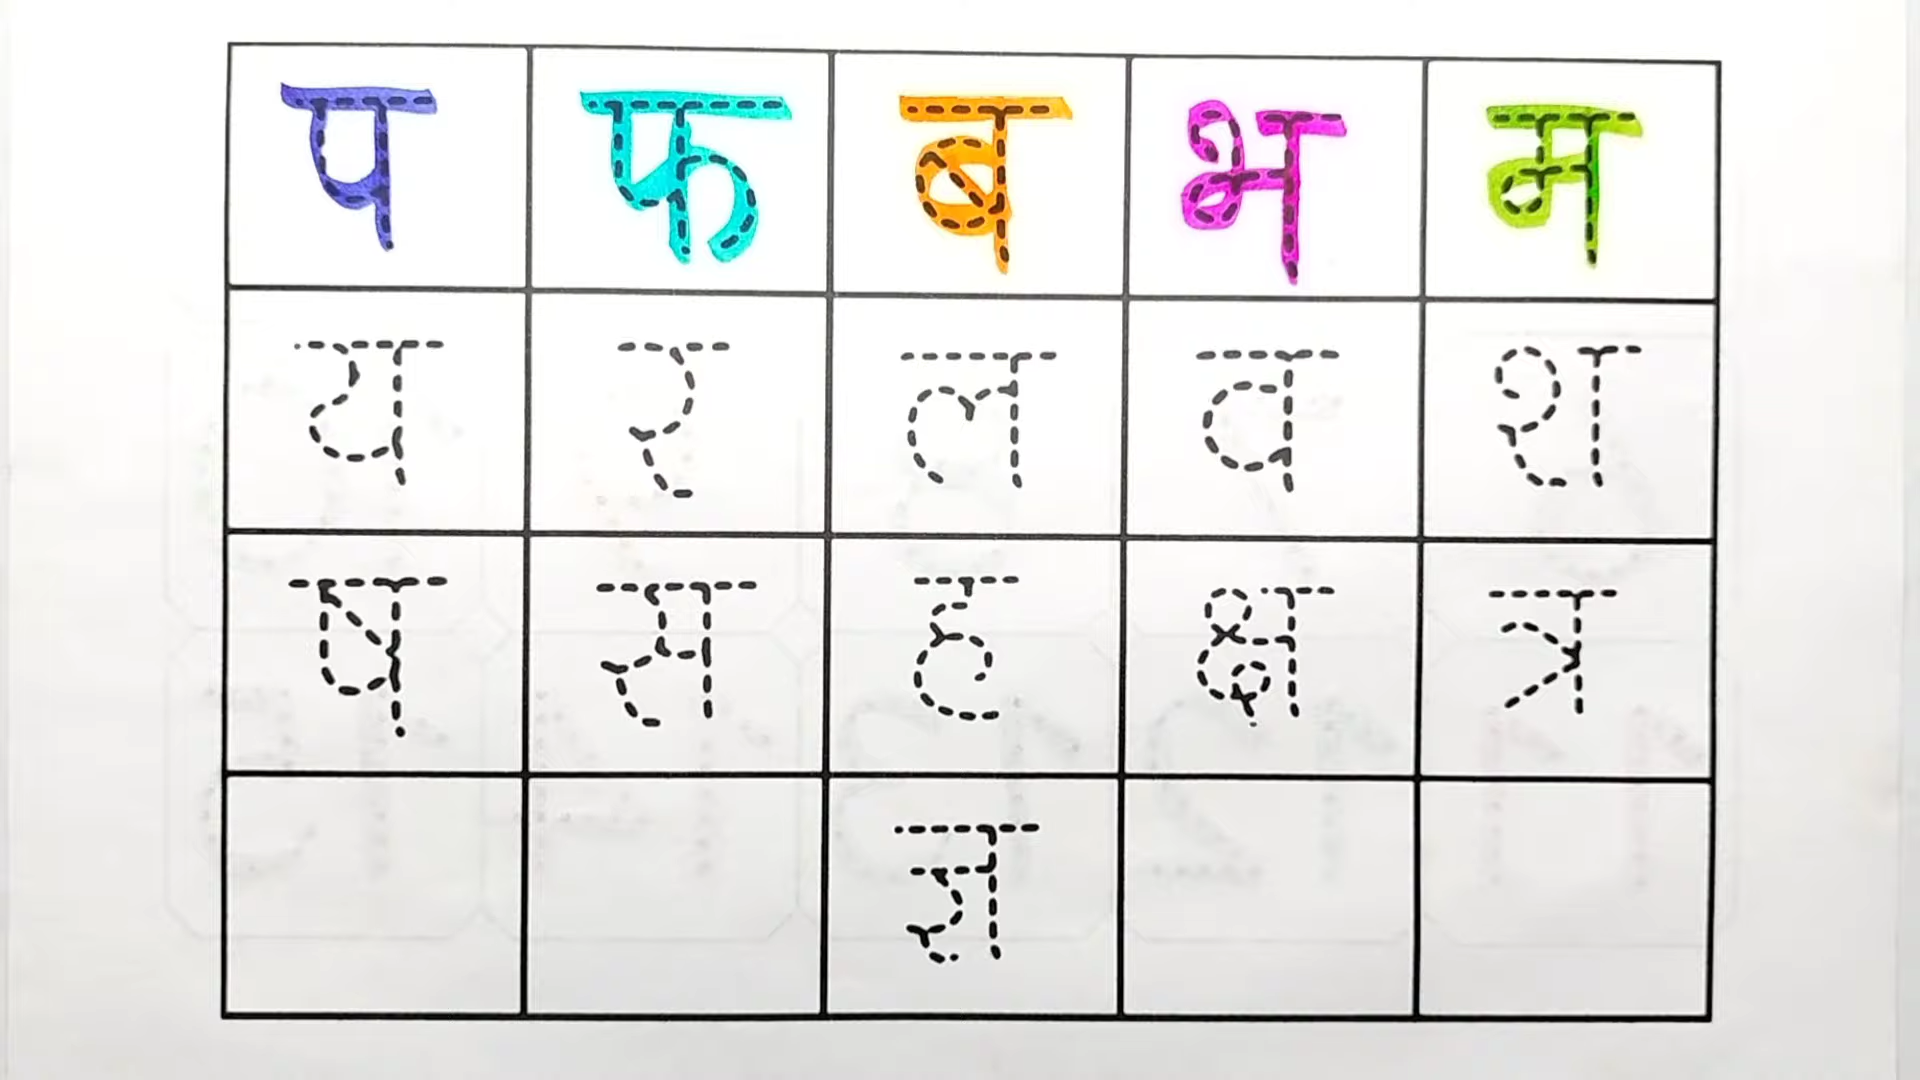 प फ ब भ म
य र ल व श
ष स ह क्ष त्र
ज्ञ